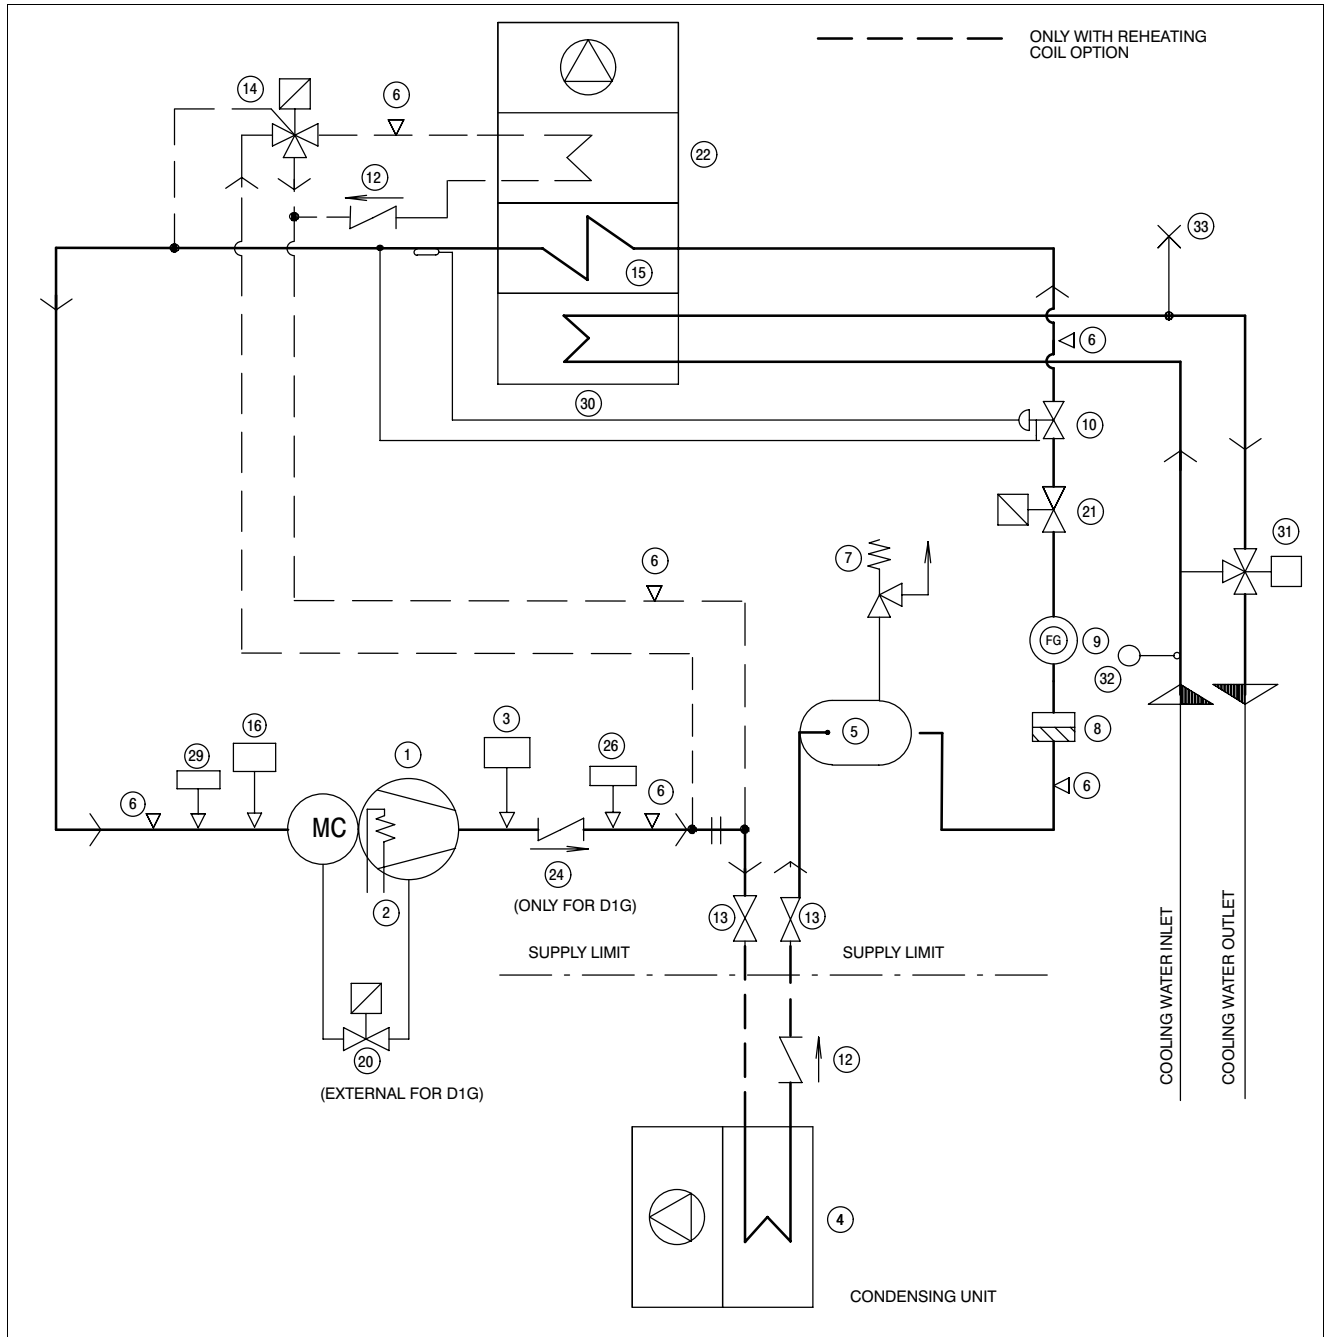 ONLY WITH REHEATING
COIL OPTION
14
6
22
12
33
15
6
30
10
21
31
7
6
9
FG
32
3
5
8
16
1
26
29
6
6
6
MC
24
(ONLY FOR D1G)
2
13
13
SUPPLY LIMIT
SUPPLY LIMIT
COOLING WATER INLET
COOLING WATER OUTLET
20
12
(EXTERNAL FOR D1G)
4
CONDENSING UNIT